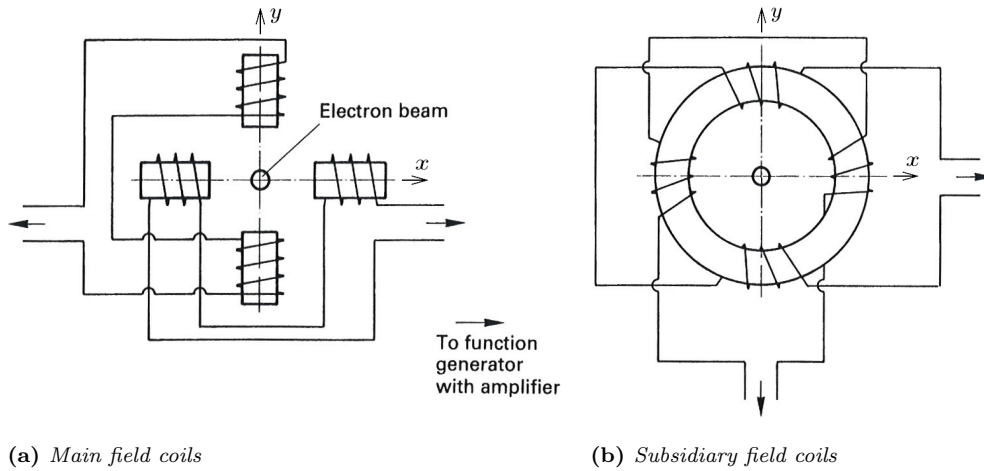 y
Electron beam
x
To function
generator
with amplifier
(a) Main field coils
y
x
(b) Subsidiary field coils